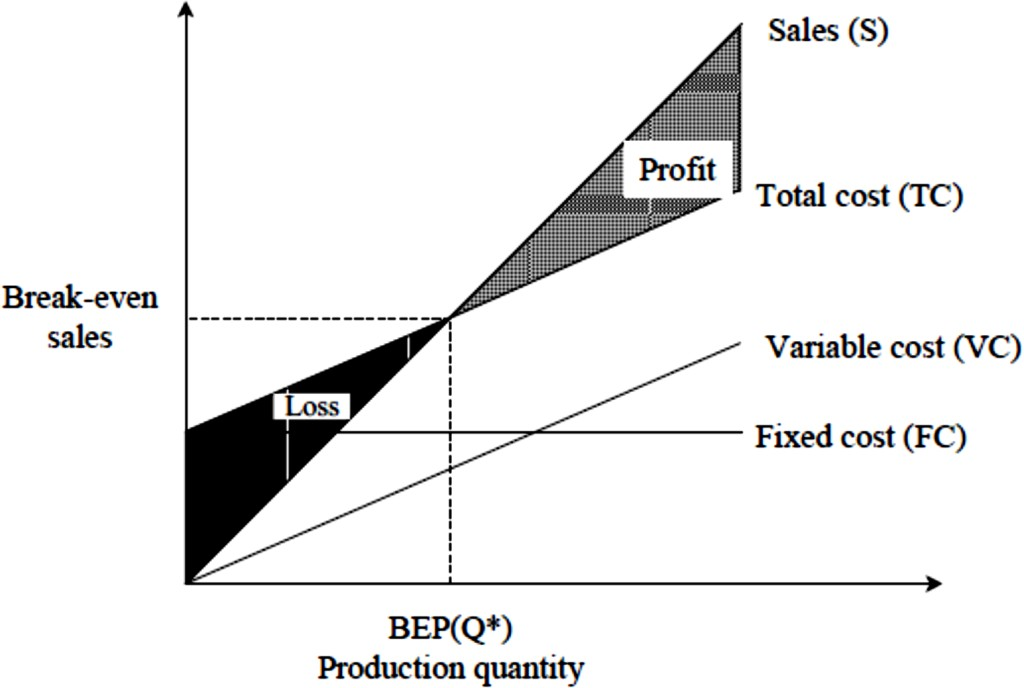 Sales (S)
Profit
Total cost (TC)
Break-even
sales
Variable cost (VC)
Loss
Fixed cost (FC)
BEP(Q*)
Production quantity